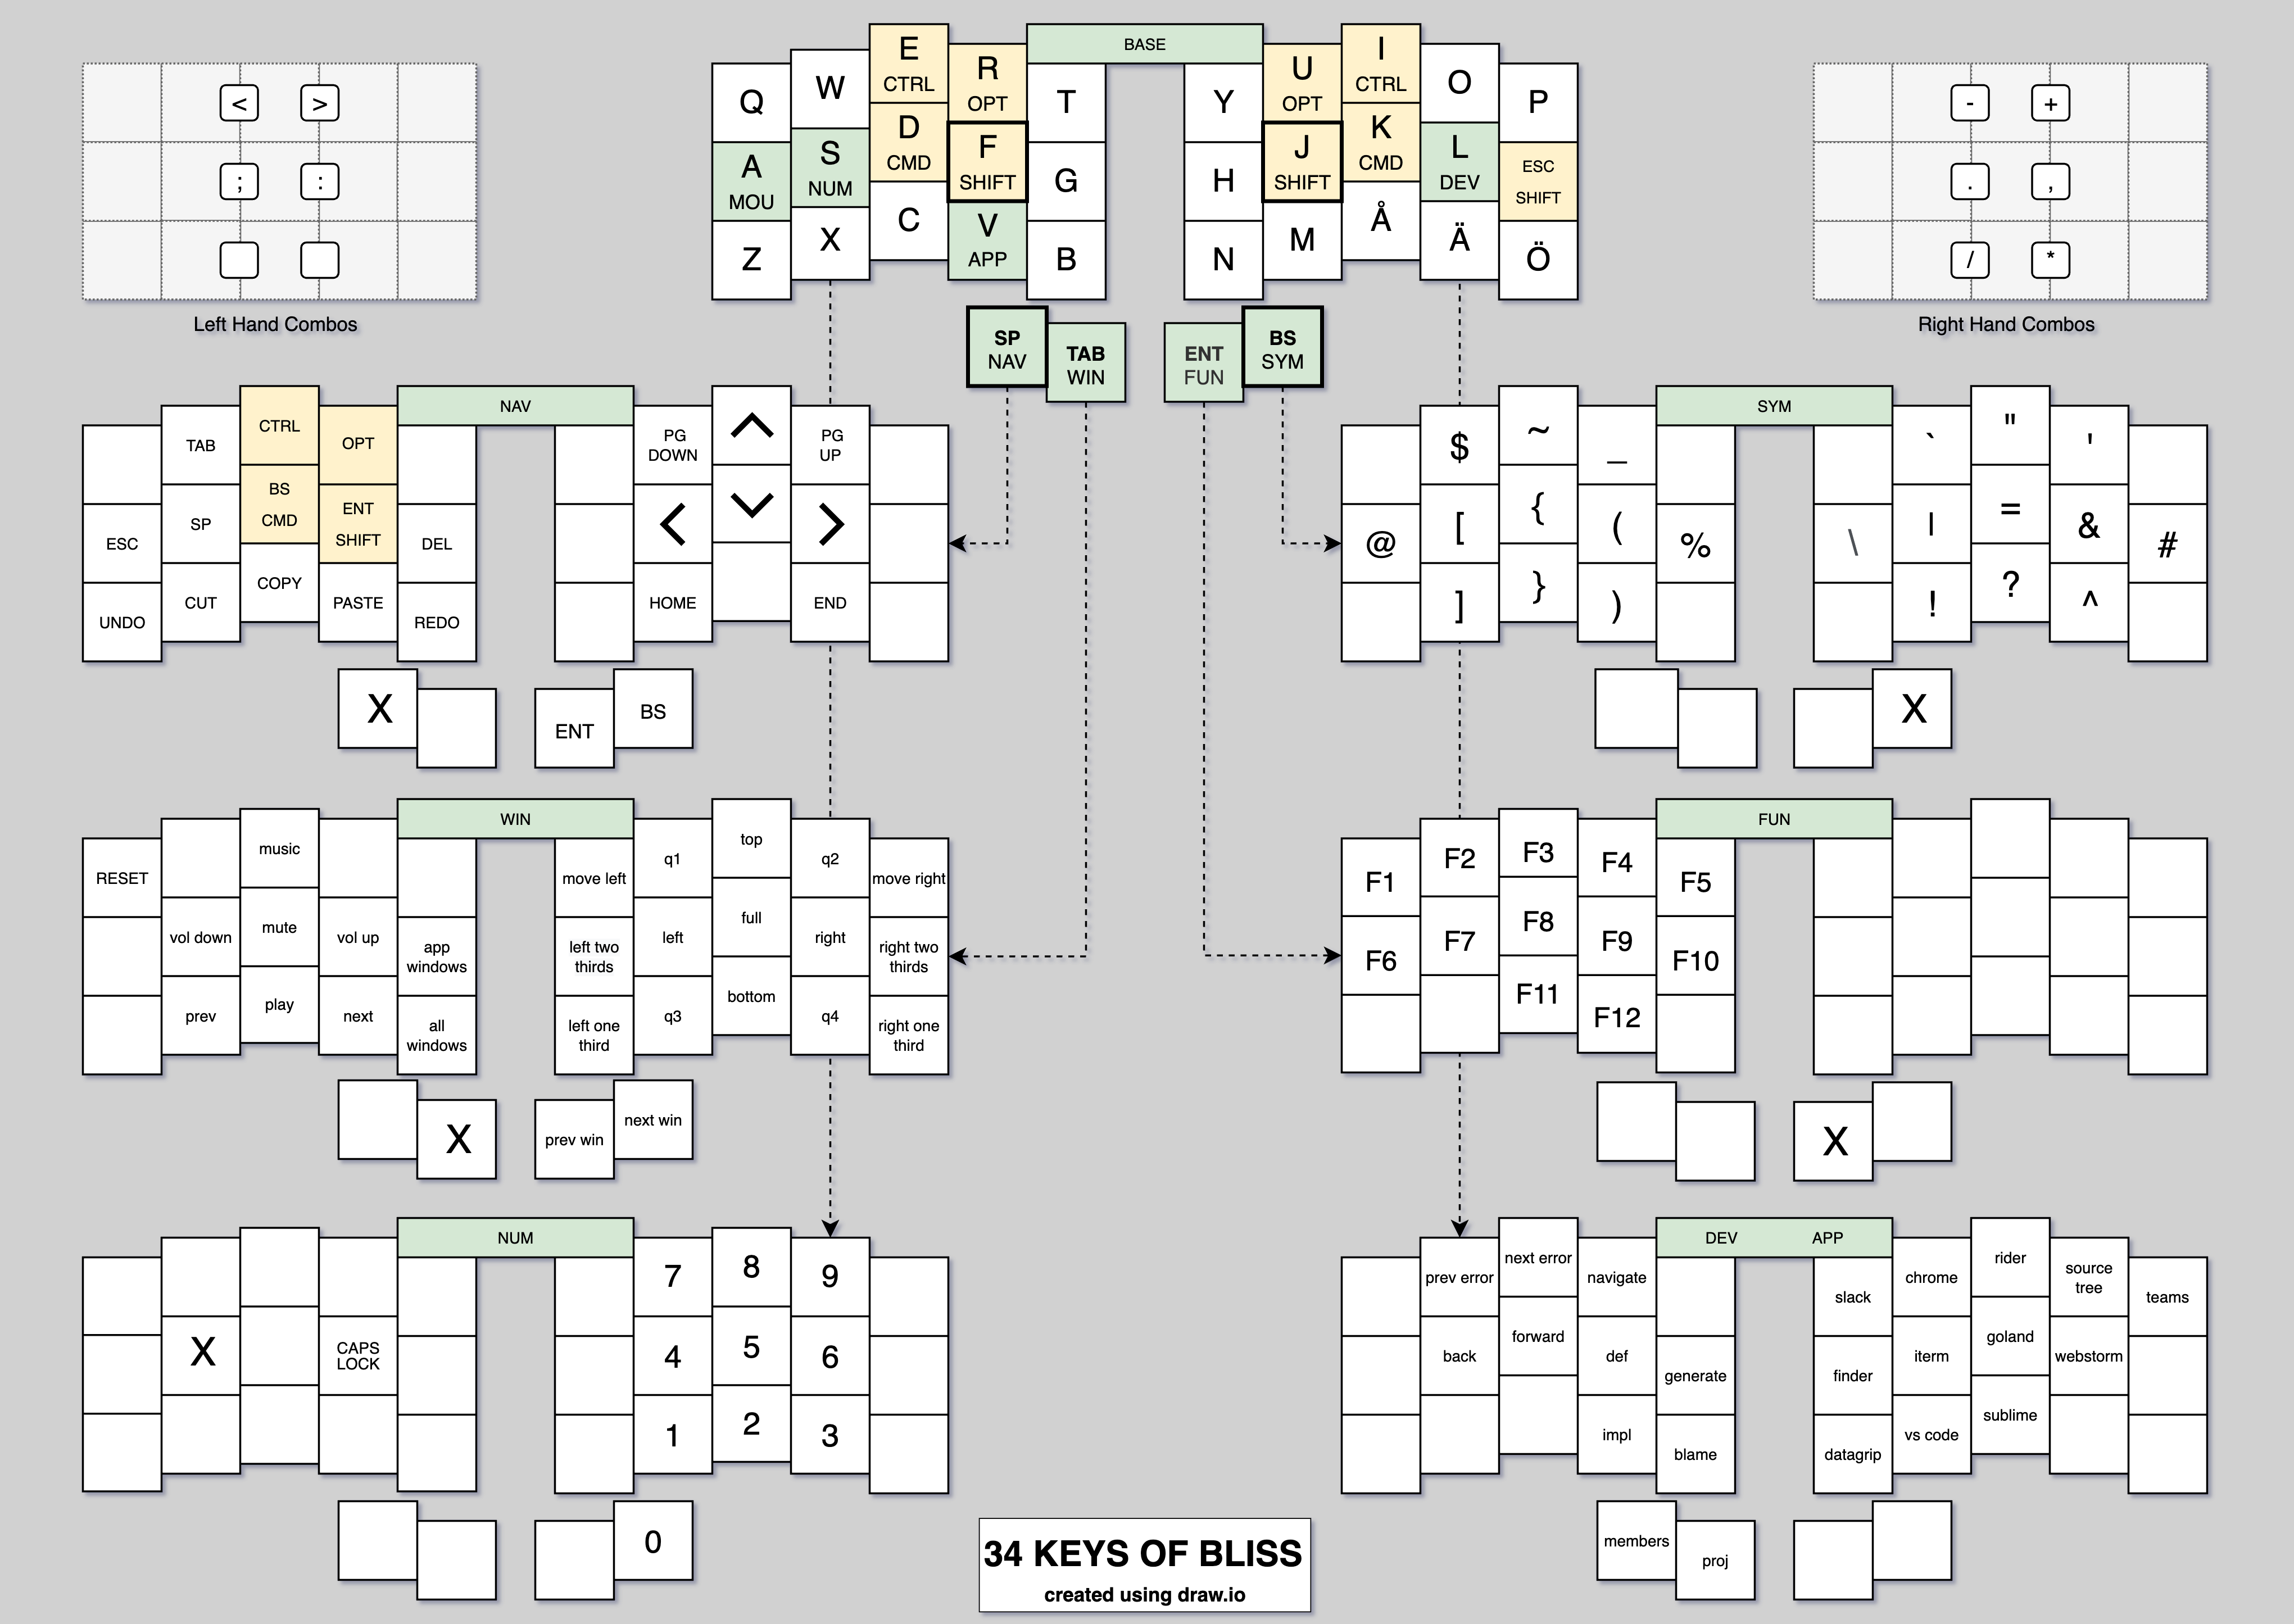 < >
; :
Left Hand Combos
BASE
Q W E R T
CTRL OPT
A S D F G
MOU NUM CMD SHIFT
Z X C V B
APP
Y U I O P
OPT CTRL
H J K L ESC
SHIFT CMD DEV SHIFT
N M Å Ä Ö
SP
NAV
TAB
WIN
ENT
FUN
BS
SYM
- +
. ,
/ *
Right Hand Combos
NAV
TAB CTRL OPT
ESC SP BS
CMD
ENT
SHIFT
DEL
UNDO CUT COPY PASTE REDO
PG
DOWN
PG
UP
HOME END
X
ENT BS
SYM
$ ~ _
@ [ { ( %
] } )
` " '
\ | = & #
! ? ^
X
WIN
RESET music
vol down mute vol up app
windows
prev play next all
windows
move left q1 top q2 move right
left two
thirds
left full right right two
thirds
left one
third
q3 bottom q4 right one
third
X
prev win next win
FUN
F1 F2 F3 F4 F5
F6 F7 F8 F9 F10
F11 F12
X
NUM
X CAPS
LOCK
7 8 9
4 5 6
1 2 3
0
DEV APP
prev error next error navigate
back forward def generate
impl blame
slack chrome rider source
tree
teams
finder iterm goland webstorm
datagrip vs code sublime
members proj
34 KEYS OF BLISS
created using draw.io